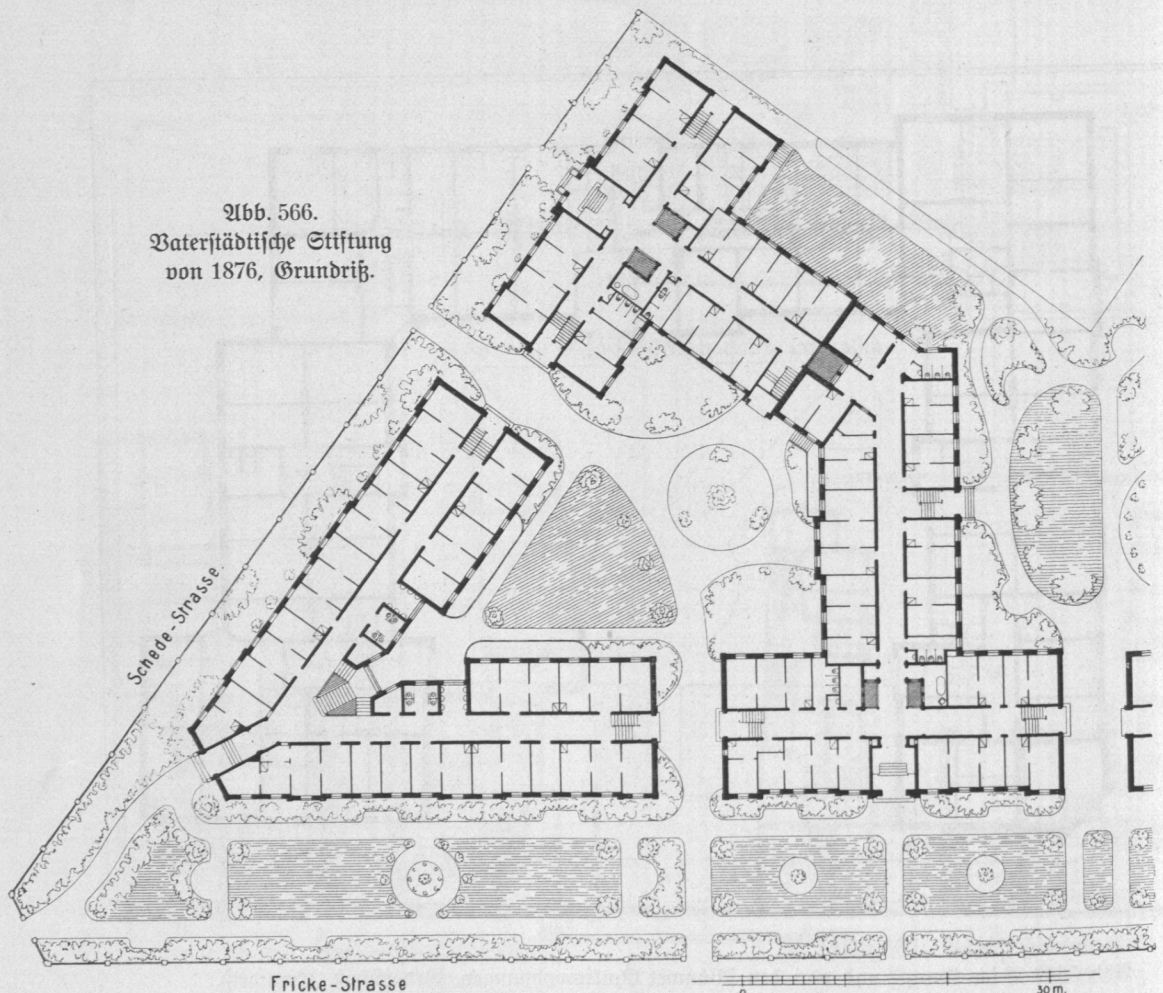 Abb. 566.
Vaterstädtische Stiftung
von 1876, Grundriß.
Schede-Strasse.
Fricke-Strasse
0 30 m.